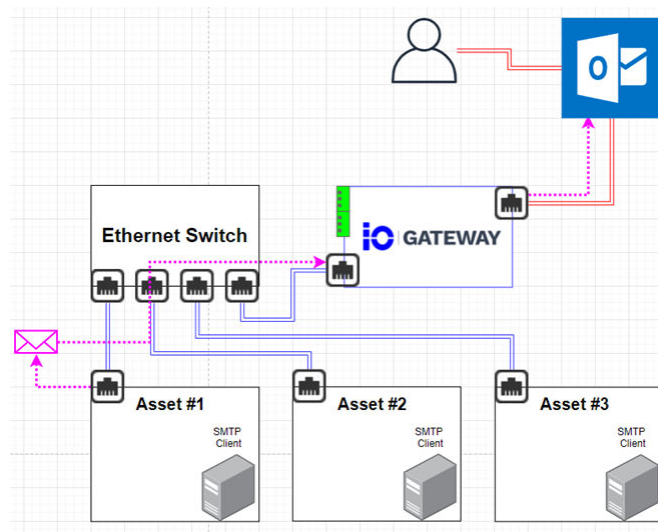 Ethernet Switch
io GATEWAY
Asset #1
Asset #2
Asset #3
SMTP
Client
SMTP
Client
SMTP
Client